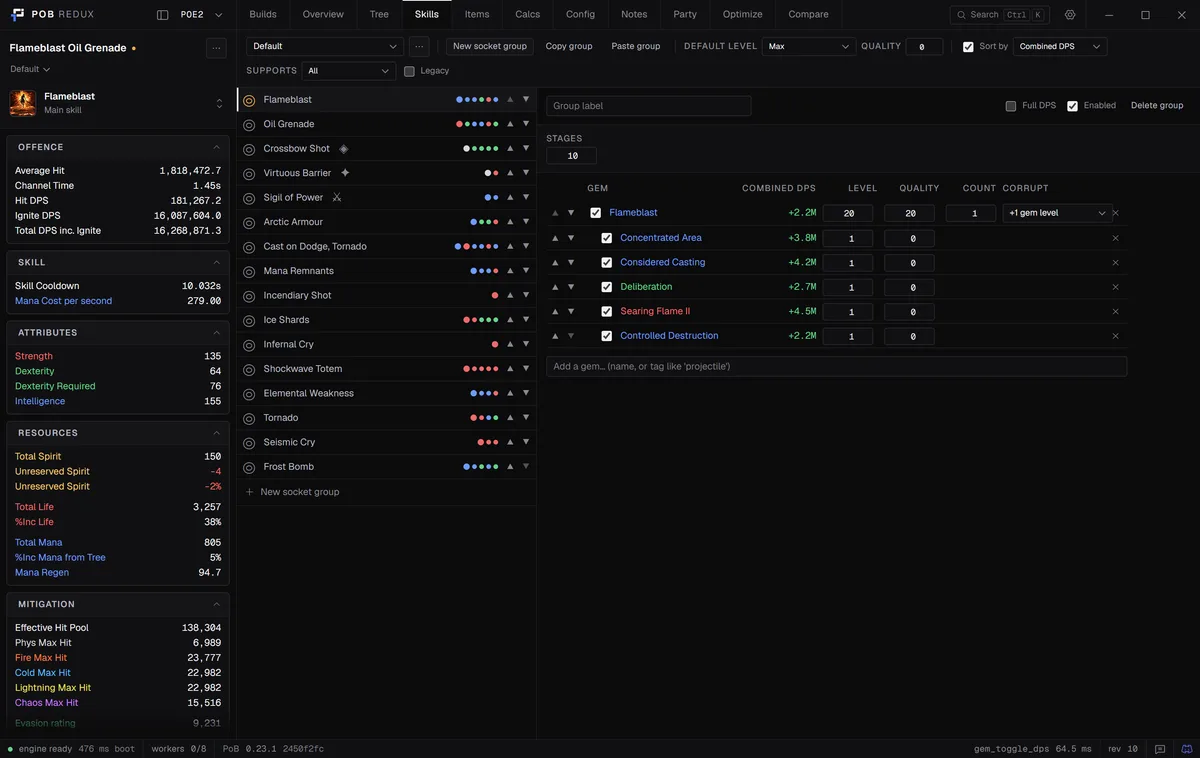 POB REDUX POE2 Builds Overview Tree Skills Items Calcs Config Notes Party Optimize Compare Search Ctrl K
Flameblast Oil Grenade ...
Default
Flameblast
Main skill
OFFENCE
Average Hit 1,818,472.7
Channel Time 1.45s
Hit DPS 181,267.2
Ignite DPS 16,087,604.0
Total DPS inc. Ignite 16,268,871.3
SKILL
Skill Cooldown 0.032s
Mana Cost per second 279.00
ATTRIBUTES
Strength 135
Dexterity 64
Dexterity Required 76
Intelligence 155
RESOURCES
Total Spirit 150
Unreserved Spirit -4
Unreserved Spirit -2%
Total Life 3,257
%Inc Life 38%
Total Mana 805
%Inc Mana from Tree 5%
Mana Regen 94.7
MITIGATION
Effective Hit Pool 138,304
Phys Max Hit 6,989
Fire Max Hit 23,777
Cold Max Hit 22,982
Lightning Max Hit 22,982
Chaos Max Hit 15,516
Evasion rating 9,231
Default ... New socket group Copy group Paste group DEFAULT LEVEL Max QUALITY 0 Sort by Combined DPS
SUPPORTS All Legacy
Flameblast
Oil Grenade
Crossbow Shot
Virtuous Barrier
Sigil of Power
Arctic Armour
Cast on Dodge, Tornado
Mana Remnants
Incendiary Shot
Ice Shards
Infernal Cry
Shockwave Totem
Elemental Weakness
Tornado
Seismic Cry
Frost Bomb
+ New socket group
Group label Full DPS Enabled Delete group
STAGES
10
GEM COMBINED DPS LEVEL QUALITY COUNT CORRUPT
Flameblast +2.2M 20 20 1 +1 gem level
Concentrated Area +3.8M 1 0
Considered Casting +4.2M 1 0
Deliberation +2.7M 1 0
Searing Flame II +4.5M 1 0
Controlled Destruction +2.2M 1 0
Add a gem... (name, or tag like 'projectile')
engine ready 476 ms boot workers 0/8 PoB 0.23.1 2450f2fc gem_toggle_dps 64.5 ms rev 10